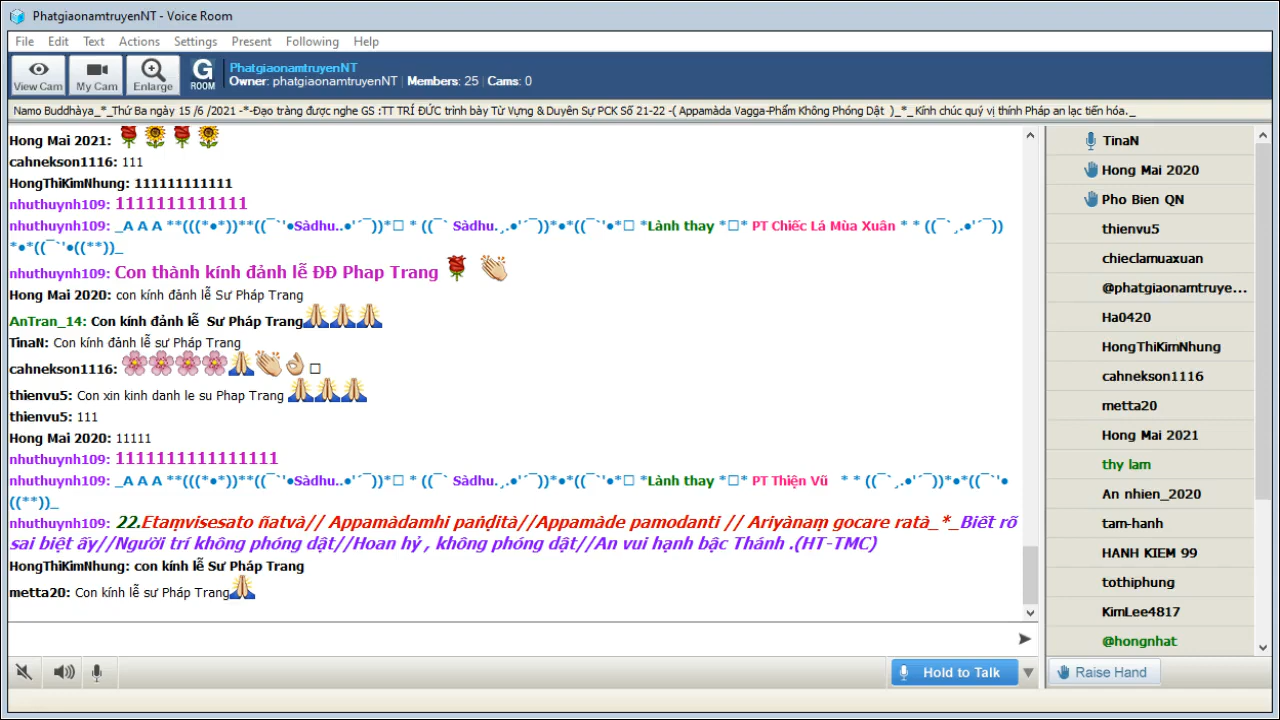 PhatgiaonamtruyenNT - Voice Room
File Edit Text Actions Settings Present Following Help
View Cam My Cam Enlarge G ROOM
PhatgiaonamtruyenNT
Owner: phatgiaonamtruyenNT | Members: 25 | Cams: 0
Namo Buddhàya_*_Thứ Ba ngày 15 /6 /2021 -*-Đạo tràng được nghe GS :TT TRÍ ĐỨC trình bày Từ Vựng & Duyên Sự PCK Số 21-22 -( Appamàda Vagga-Phẩm Không Phóng Dật )_*_ Kính chúc quý vị thính Pháp an lạc tiến hóa._
Hong Mai 2021:
cahnekson1116: 111
HongThiKimNhung: 111111111111
nhuthuynh109: 1111111111111
nhuthuynh109: _A A A **(((*●*))**((¯`'●Sàdhu..●'´¯))*□ * ((¯` Sàdhu.¸.●'´¯))*●*((¯`'●*□ *Lành thay *□* PT Chiếc Lá Mùa Xuân * * ((¯`¸.●'´¯))
*●*((¯`'●((**))_
nhuthuynh109: Con thành kính đảnh lễ ĐĐ Phap Trang
Hong Mai 2020: con kính đảnh lễ Sư Pháp Trang
AnTran_14: Con kính đảnh lễ Sư Pháp Trang
TinaN: Con kính đảnh lễ sư Pháp Trang
cahnekson1116:
thienvu5: Con xin kinh danh le su Phap Trang
thienvu5: 111
Hong Mai 2020: 11111
nhuthuynh109: 1111111111111111
nhuthuynh109: _A A A **(((*●*))**((¯`'●Sàdhu..●'´¯))*□ * ((¯` Sàdhu.¸.●'´¯))*●*((¯`'●*□ *Lành thay *□* PT Thiện Vũ * * ((¯`¸.●'´¯))*●*((¯`'●
((**))_
nhuthuynh109: 22.Etaṃvisesato ñatvà// Appamàdamhi paṇḍità//Appamàde pamodanti // Ariyànaṃ gocare ratà_*_Biết rõ
sai biệt ấy//Người trí không phóng dật//Hoan hỷ , không phóng dật//An vui hạnh bậc Thánh .(HT-TMC)
HongThiKimNhung: con kính lễ Sư Pháp Trang
metta20: Con kính lễ sư Pháp Trang
TinaN
Hong Mai 2020
Pho Bien QN
thienvu5
chieclamuaxuan
@phatgiaonamtruye...
Ha0420
HongThiKimNhung
cahnekson1116
metta20
Hong Mai 2021
thy lam
An nhien_2020
tam-hanh
HANH KIEM 99
tothiphung
KimLee4817
@hongnhat
Hold to Talk
Raise Hand